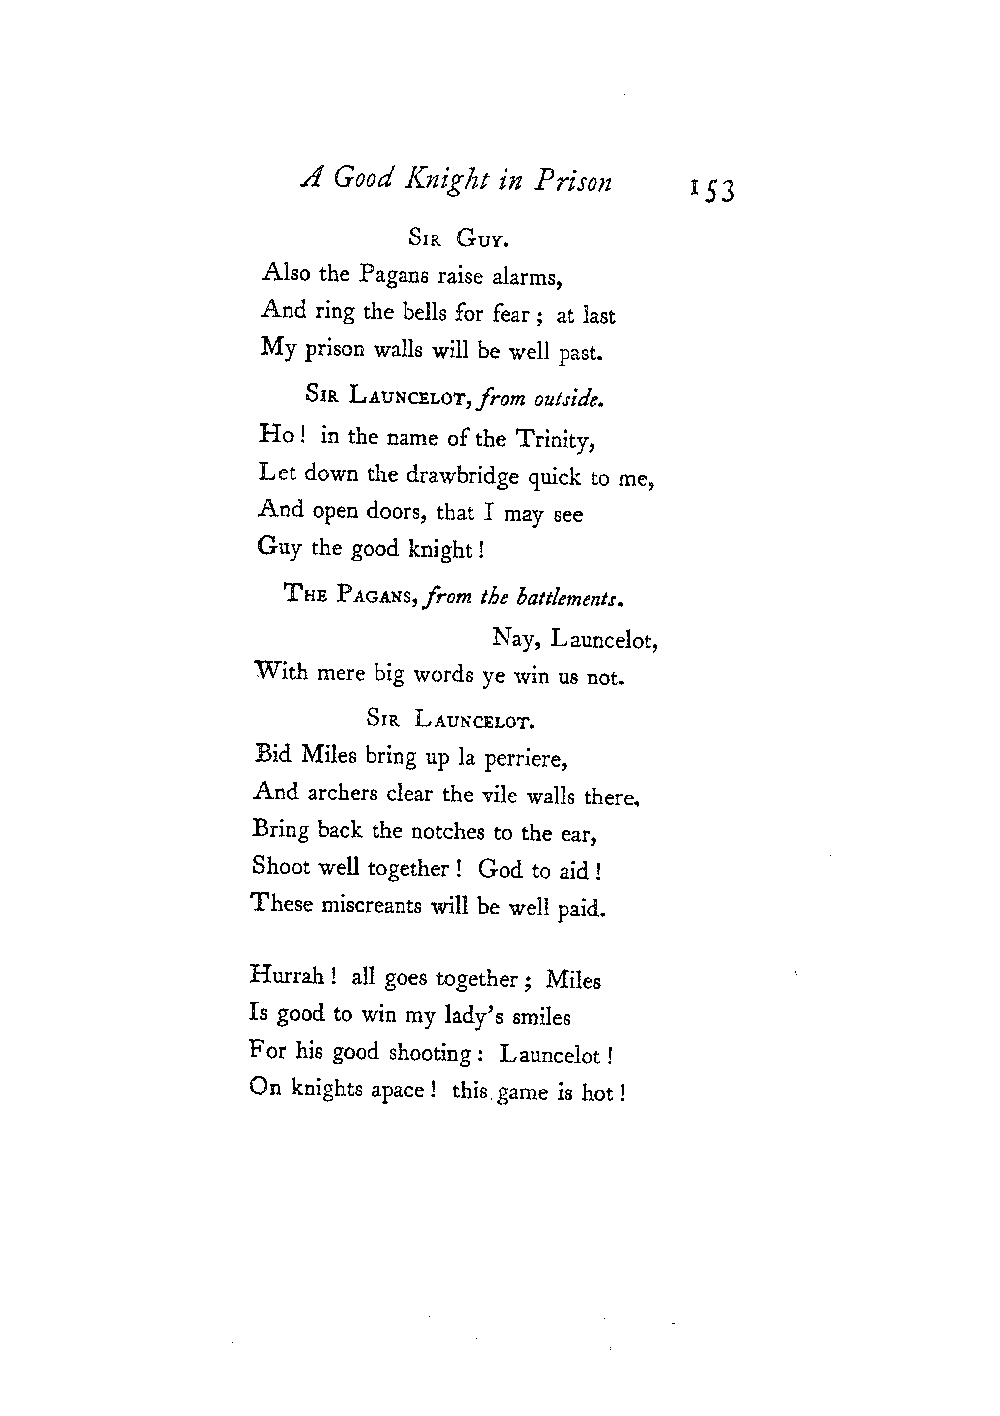 A Good Knight in Prison 153
Sir Guy.
Also the Pagans raise alarms,
And ring the bells for fear ; at last
My prison walls will be well past.
Sir Launcelot, from outside.
Ho ! in the name of the Trinity,
Let down the drawbridge quick to me,
And open doors, that I may see
Guy the good knight !
The Pagans, from the battlements.
Nay, Launcelot,
With mere big words ye win us not.
Sir Launcelot.
Bid Miles bring up la perriere,
And archers clear the vile walls there,
Bring back the notches to the ear,
Shoot well together ! God to aid !
These miscreants will be well paid.
Hurrah ! all goes together ; Miles
Is good to win my lady's smiles
For his good shooting : Launcelot !
On knights apace ! this game is hot !